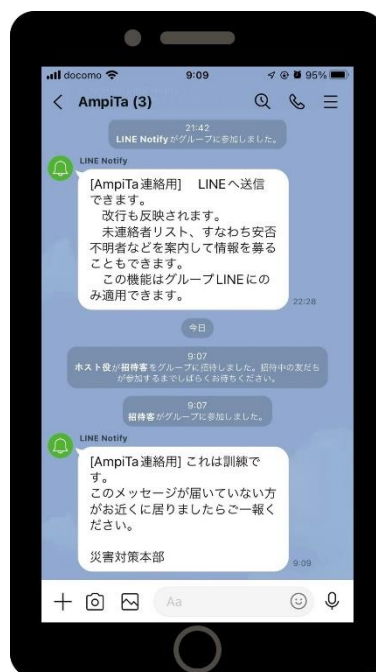 docomo 9:09 95%
AmpiTa (3)
21:42
LINE Notifyがグループに参加しました。
LINE Notify
[AmpiTa連絡用] LINEへ送信
できます。
改行も反映されます。
未連絡者リスト、すなわち安否
不明者などを案内して情報を募る
こともできます。
この機能はグループLINEにの
み適用できます。
22:28
今日
9:07
ホスト役が招待客をグループに招待しました。招待中の友だち
が参加するまでしばらくお待ちください。
9:07
招待客がグループに参加しました。
LINE Notify
[AmpiTa連絡用] これは訓練で
す。
このメッセージが届いていない方
がお近くに居りましたらご一報く
ださい。
災害対策本部
9:09
Aa